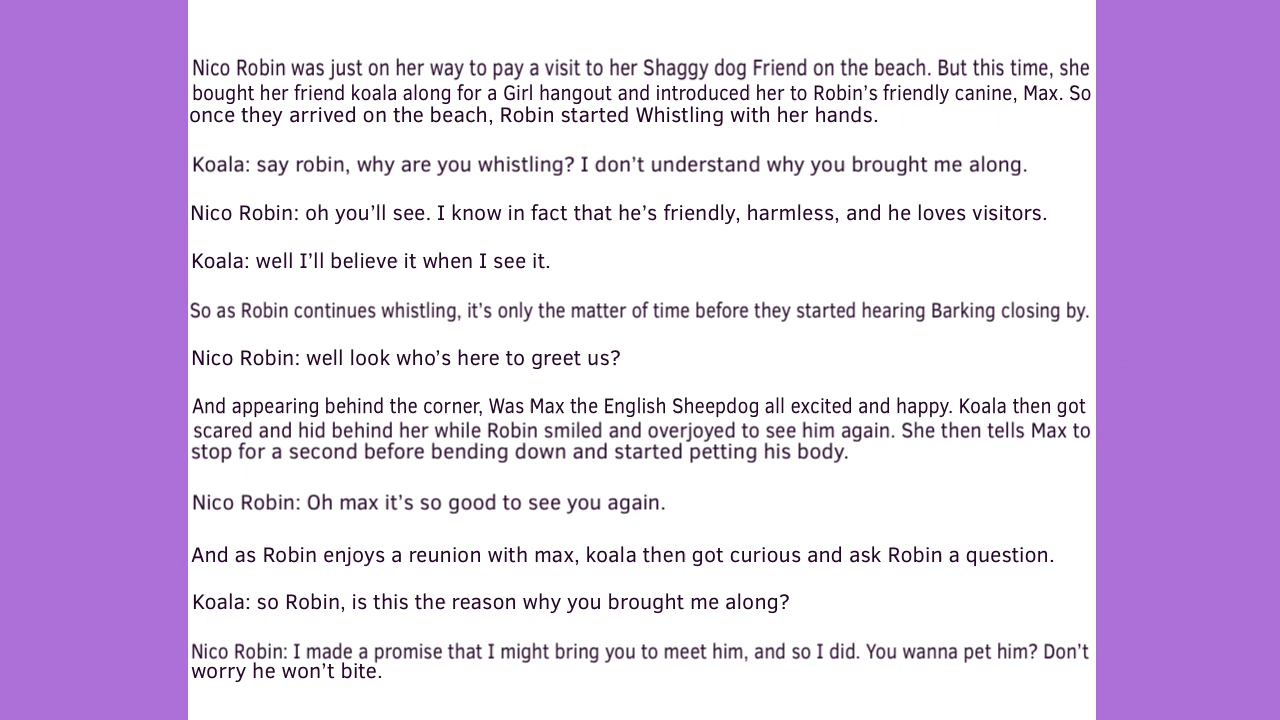 Nico Robin was just on her way to pay a visit to her Shaggy dog Friend on the beach. But this time, she
bought her friend koala along for a Girl hangout and introduced her to Robin’s friendly canine, Max. So
once they arrived on the beach, Robin started Whistling with her hands.
Koala: say robin, why are you whistling? I don’t understand why you brought me along.
Nico Robin: oh you’ll see. I know in fact that he’s friendly, harmless, and he loves visitors.
Koala: well I’ll believe it when I see it.
So as Robin continues whistling, it’s only the matter of time before they started hearing Barking closing by.
Nico Robin: well look who’s here to greet us?
And appearing behind the corner, Was Max the English Sheepdog all excited and happy. Koala then got
scared and hid behind her while Robin smiled and overjoyed to see him again. She then tells Max to
stop for a second before bending down and started petting his body.
Nico Robin: Oh max it’s so good to see you again.
And as Robin enjoys a reunion with max, koala then got curious and ask Robin a question.
Koala: so Robin, is this the reason why you brought me along?
Nico Robin: I made a promise that I might bring you to meet him, and so I did. You wanna pet him? Don’t
worry he won’t bite.